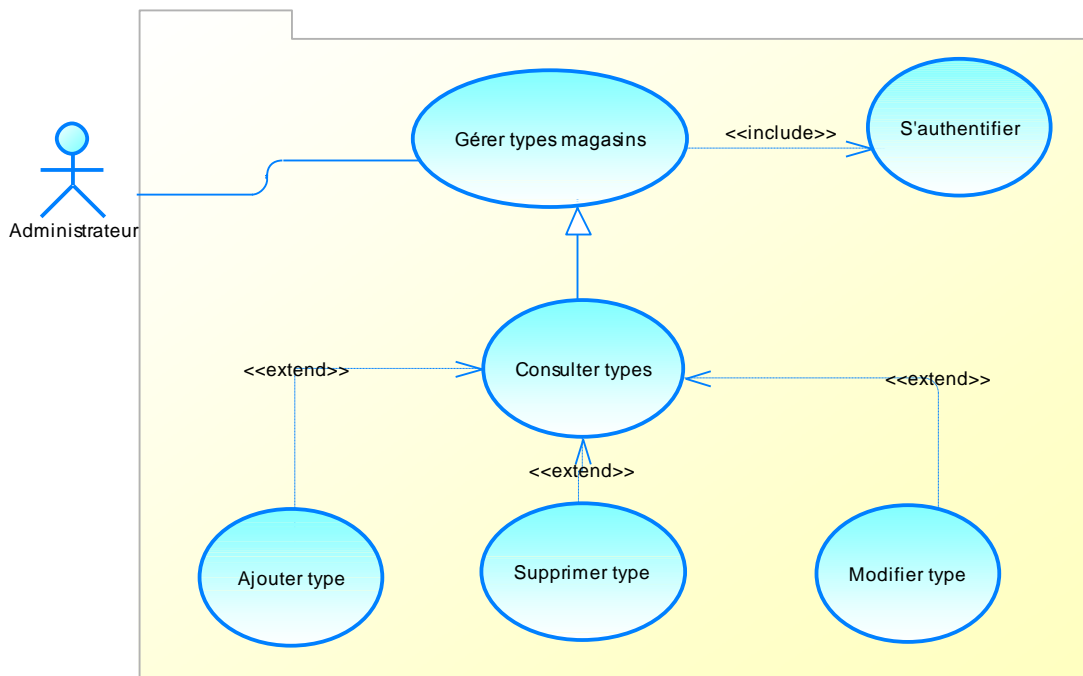 Gérer types magasins
<<include>>
S'authentifier
Administrateur
Consulter types
<<extend>>
<<extend>>
<<extend>>
Ajouter type
Supprimer type
Modifier type